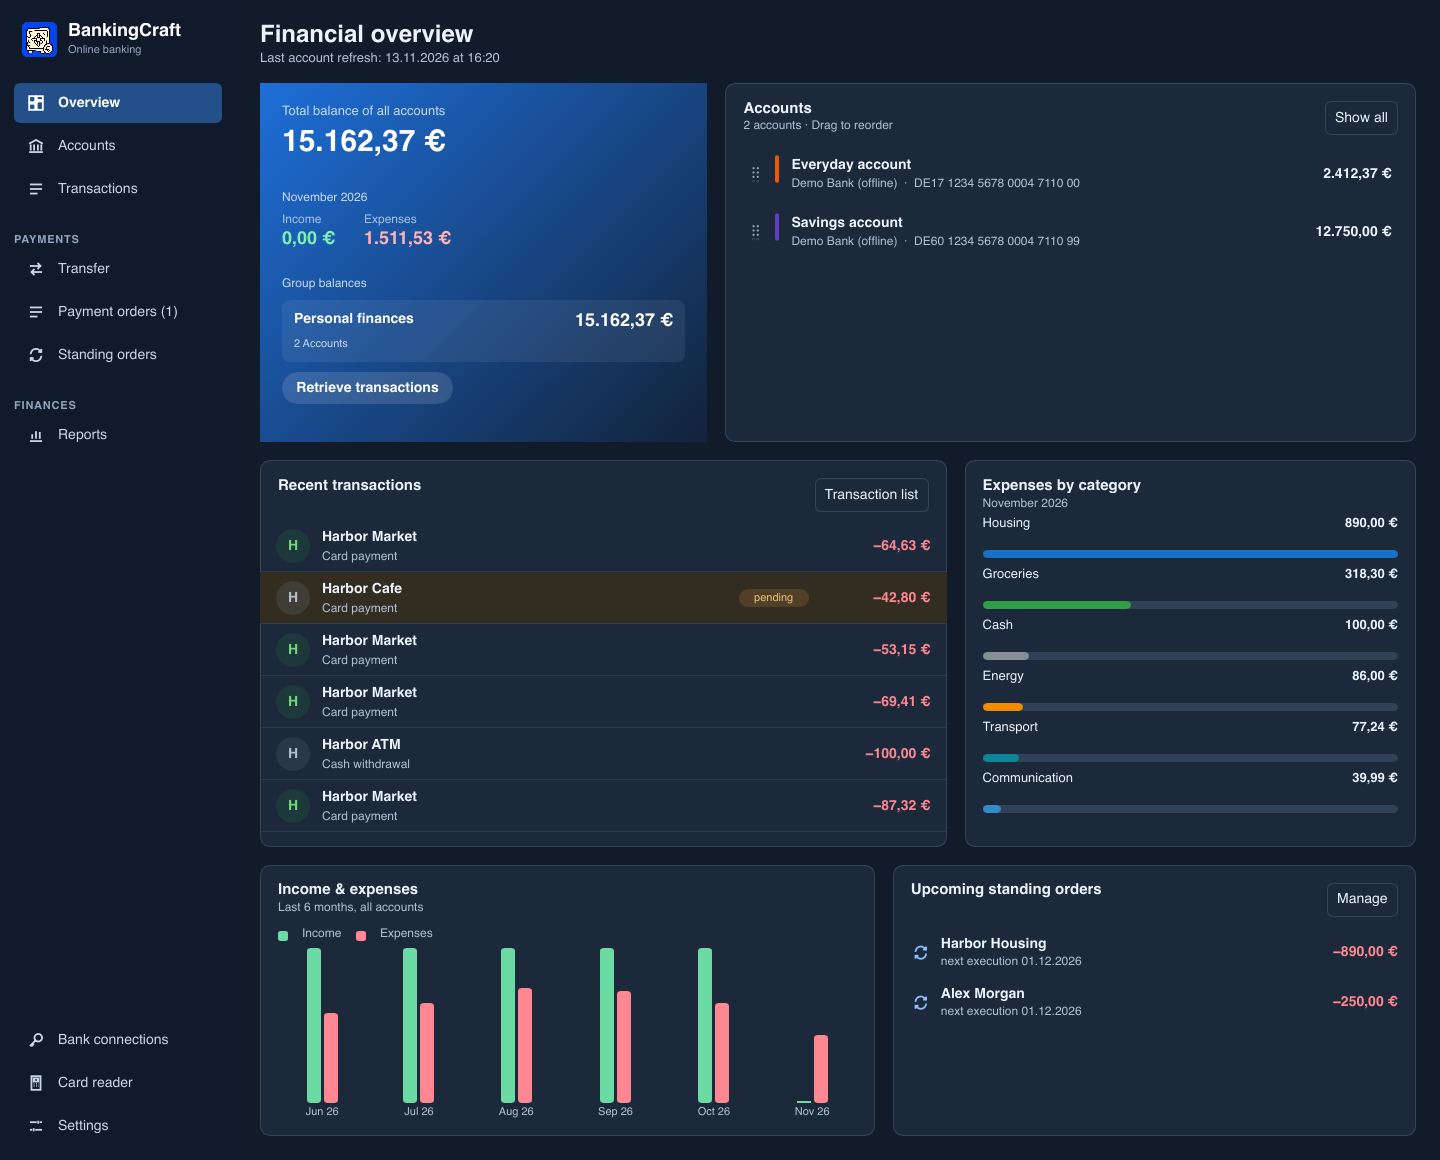 BankingCraft
Online banking
Overview
Accounts
Transactions
PAYMENTS
Transfer
Payment orders (1)
Standing orders
FINANCES
Reports
Bank connections
Card reader
Settings
Financial overview
Last account refresh: 13.11.2026 at 16:20
Total balance of all accounts
15.162,37 €
November 2026
Income Expenses
0,00 € 1.511,53 €
Group balances
Personal finances 15.162,37 €
2 Accounts
Retrieve transactions
Accounts
2 accounts · Drag to reorder
Show all
Everyday account
Demo Bank (offline) · DE17 1234 5678 0004 7110 00
2.412,37 €
Savings account
Demo Bank (offline) · DE60 1234 5678 0004 7110 99
12.750,00 €
Recent transactions
Transaction list
H
Harbor Market
Card payment
−64,63 €
H
Harbor Cafe
Card payment
pending
−42,80 €
H
Harbor Market
Card payment
−53,15 €
H
Harbor Market
Card payment
−69,41 €
H
Harbor ATM
Cash withdrawal
−100,00 €
H
Harbor Market
Card payment
−87,32 €
Expenses by category
November 2026
Housing 890,00 €
Groceries 318,30 €
Cash 100,00 €
Energy 86,00 €
Transport 77,24 €
Communication 39,99 €
Income & expenses
Last 6 months, all accounts
Income Expenses
Jun 26 Jul 26 Aug 26 Sep 26 Oct 26 Nov 26
Upcoming standing orders
Manage
Harbor Housing
next execution 01.12.2026
−890,00 €
Alex Morgan
next execution 01.12.2026
−250,00 €